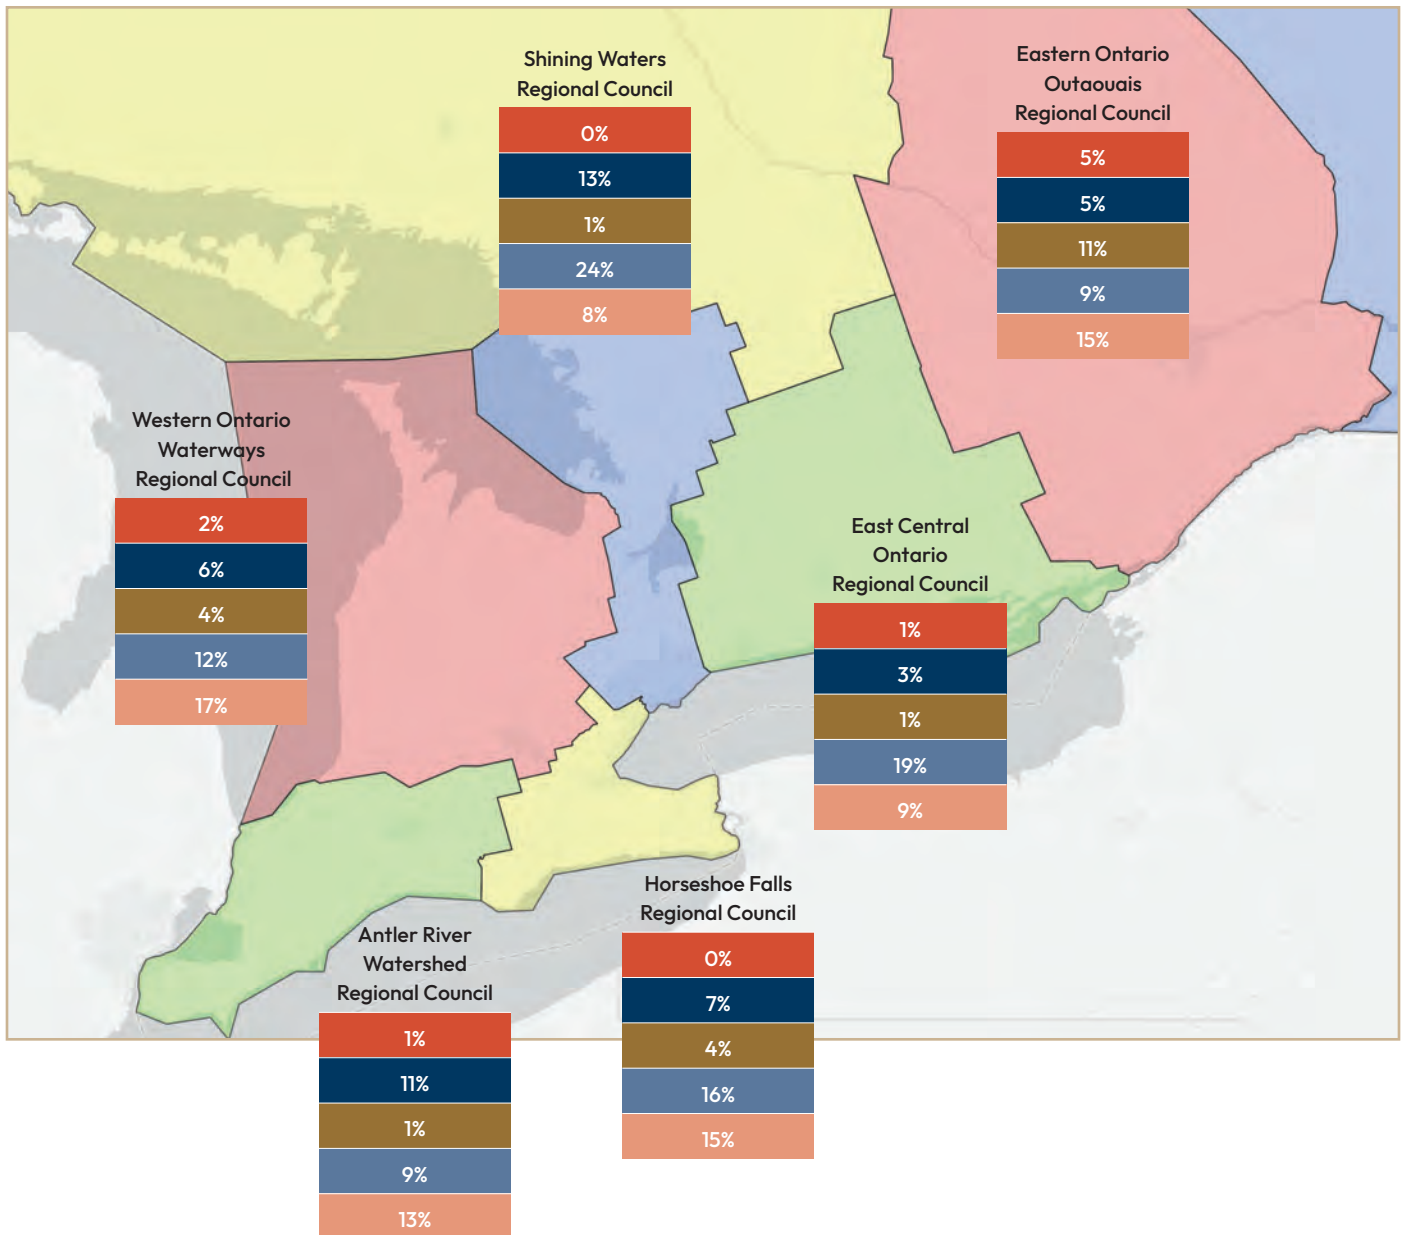 Shining Waters
Regional Council
0%
13%
1%
24%
8%
Eastern Ontario
Outaouais
Regional Council
5%
5%
11%
9%
15%
Western Ontario
Waterways
Regional Council
2%
6%
4%
12%
17%
East Central
Ontario
Regional Council
1%
3%
1%
19%
9%
Horseshoe Falls
Regional Council
0%
7%
4%
16%
15%
Antler River
Watershed
Regional Council
1%
11%
1%
9%
13%